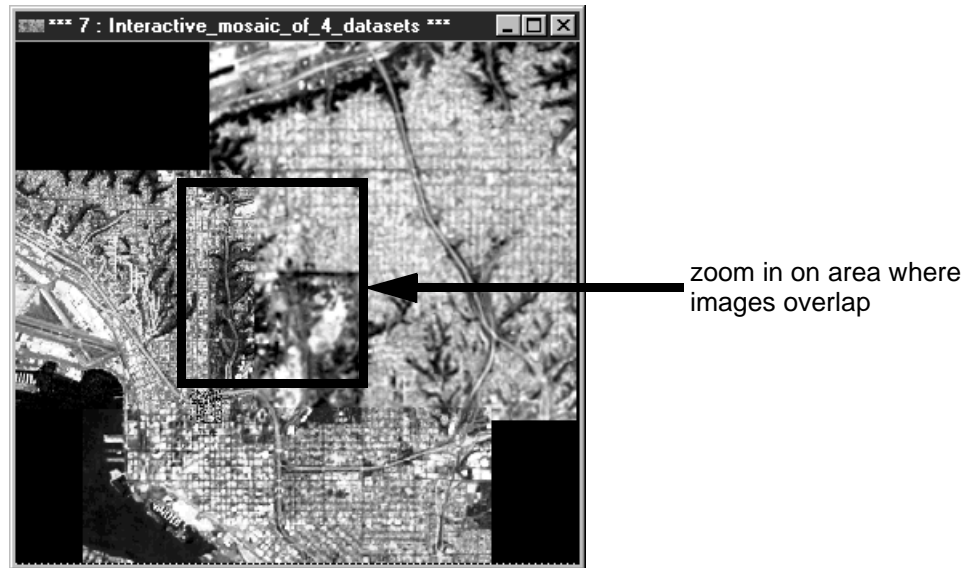 *** 7 : Interactive_mosaic_of_4_datasets ***
zoom in on area where
images overlap